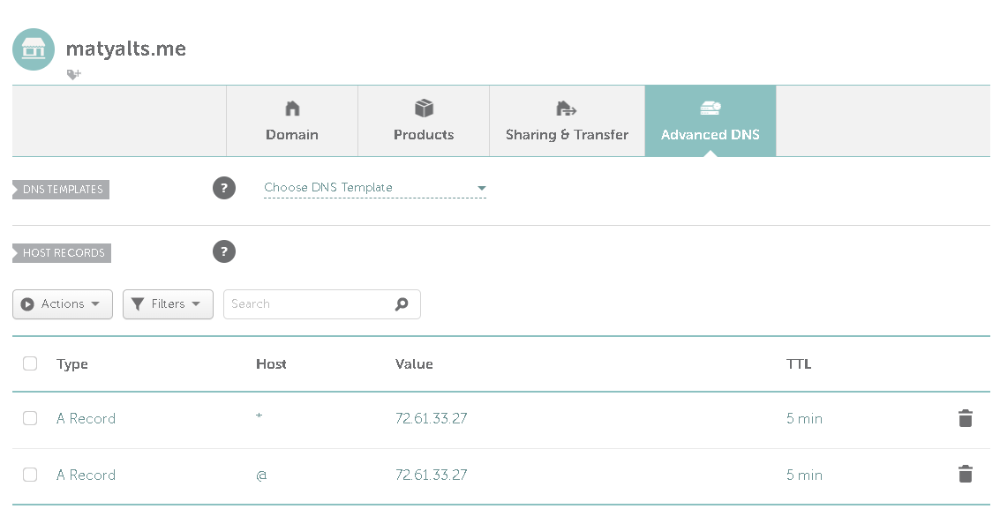 matyalts.me
Domain Products Sharing & Transfer Advanced DNS
DNS TEMPLATES ? Choose DNS Template
HOST RECORDS ?
Actions Filters Search
Type Host Value TTL
A Record * 72.61.33.27 5 min
A Record @ 72.61.33.27 5 min